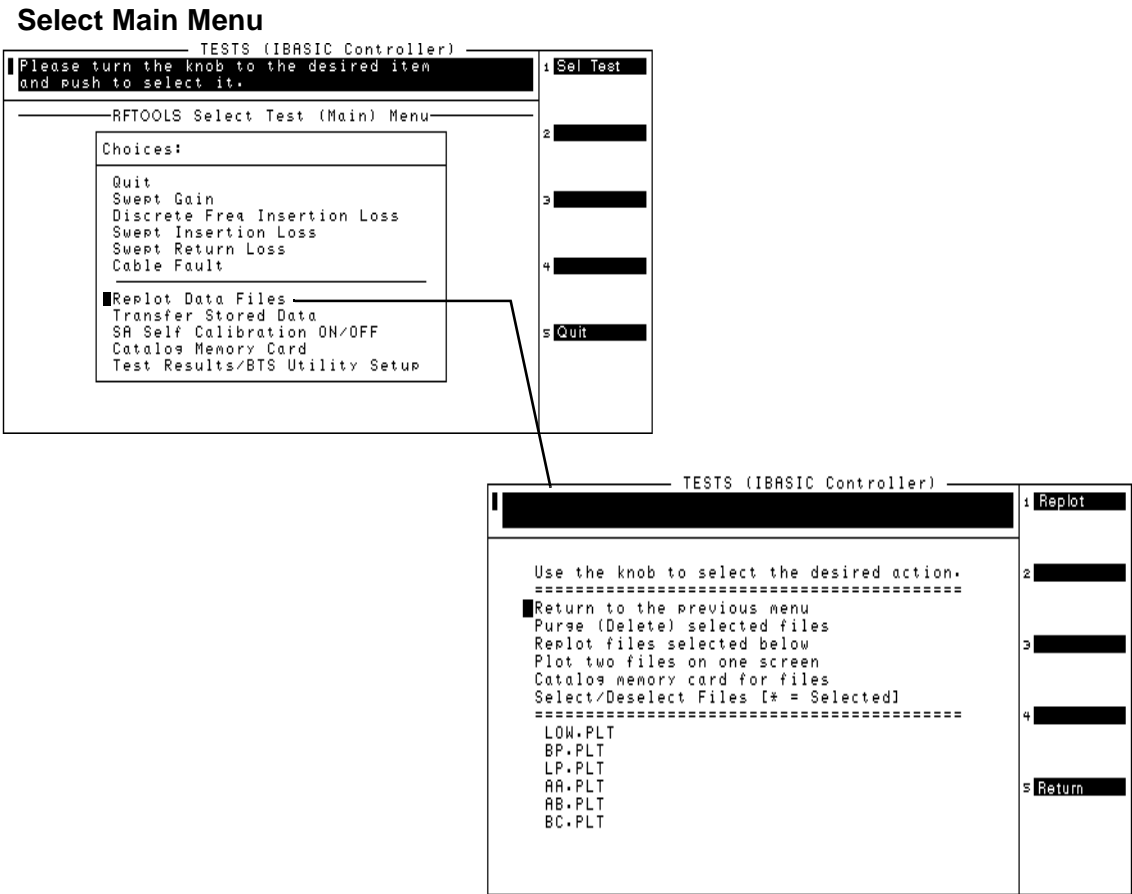 Select Main Menu
TESTS (IBASIC Controller)
Please turn the knob to the desired item
and push to select it.
1 Sel Test
RFTOOLS Select Test (Main) Menu
2
Choices:
Quit
Swept Gain
3
Discrete Freq Insertion Loss
Swept Insertion Loss
Swept Return Loss
Cable Fault
4
Replot Data Files
Transfer Stored Data
SA Self Calibration ON/OFF
5 Quit
Catalog Memory Card
Test Results/BTS Utility Setup
TESTS (IBASIC Controller)
1 Replot
Use the knob to select the desired action.
2
==========================================
Return to the previous menu
Purge (Delete) selected files
Replot files selected below
3
Plot two files on one screen
Catalog memory card for files
Select/Deselect Files [* = Selected]
==========================================
4
LOW.PLT
BP.PLT
LP.PLT
AA.PLT
5 Return
AB.PLT
BC.PLT